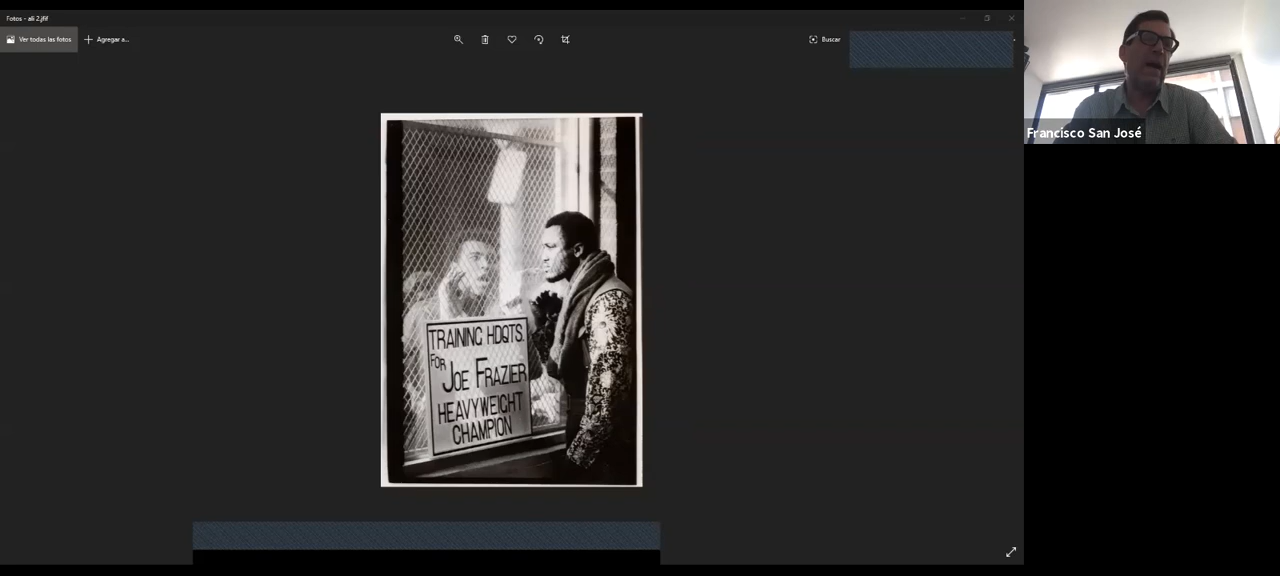 Fotos - ali 2.jfif
Ver todas las fotos
Agregar a...
Buscar
Francisco San José
TRAINING HDQTS.
FOR JOE FRAZIER
HEAVYWEIGHT
CHAMPION